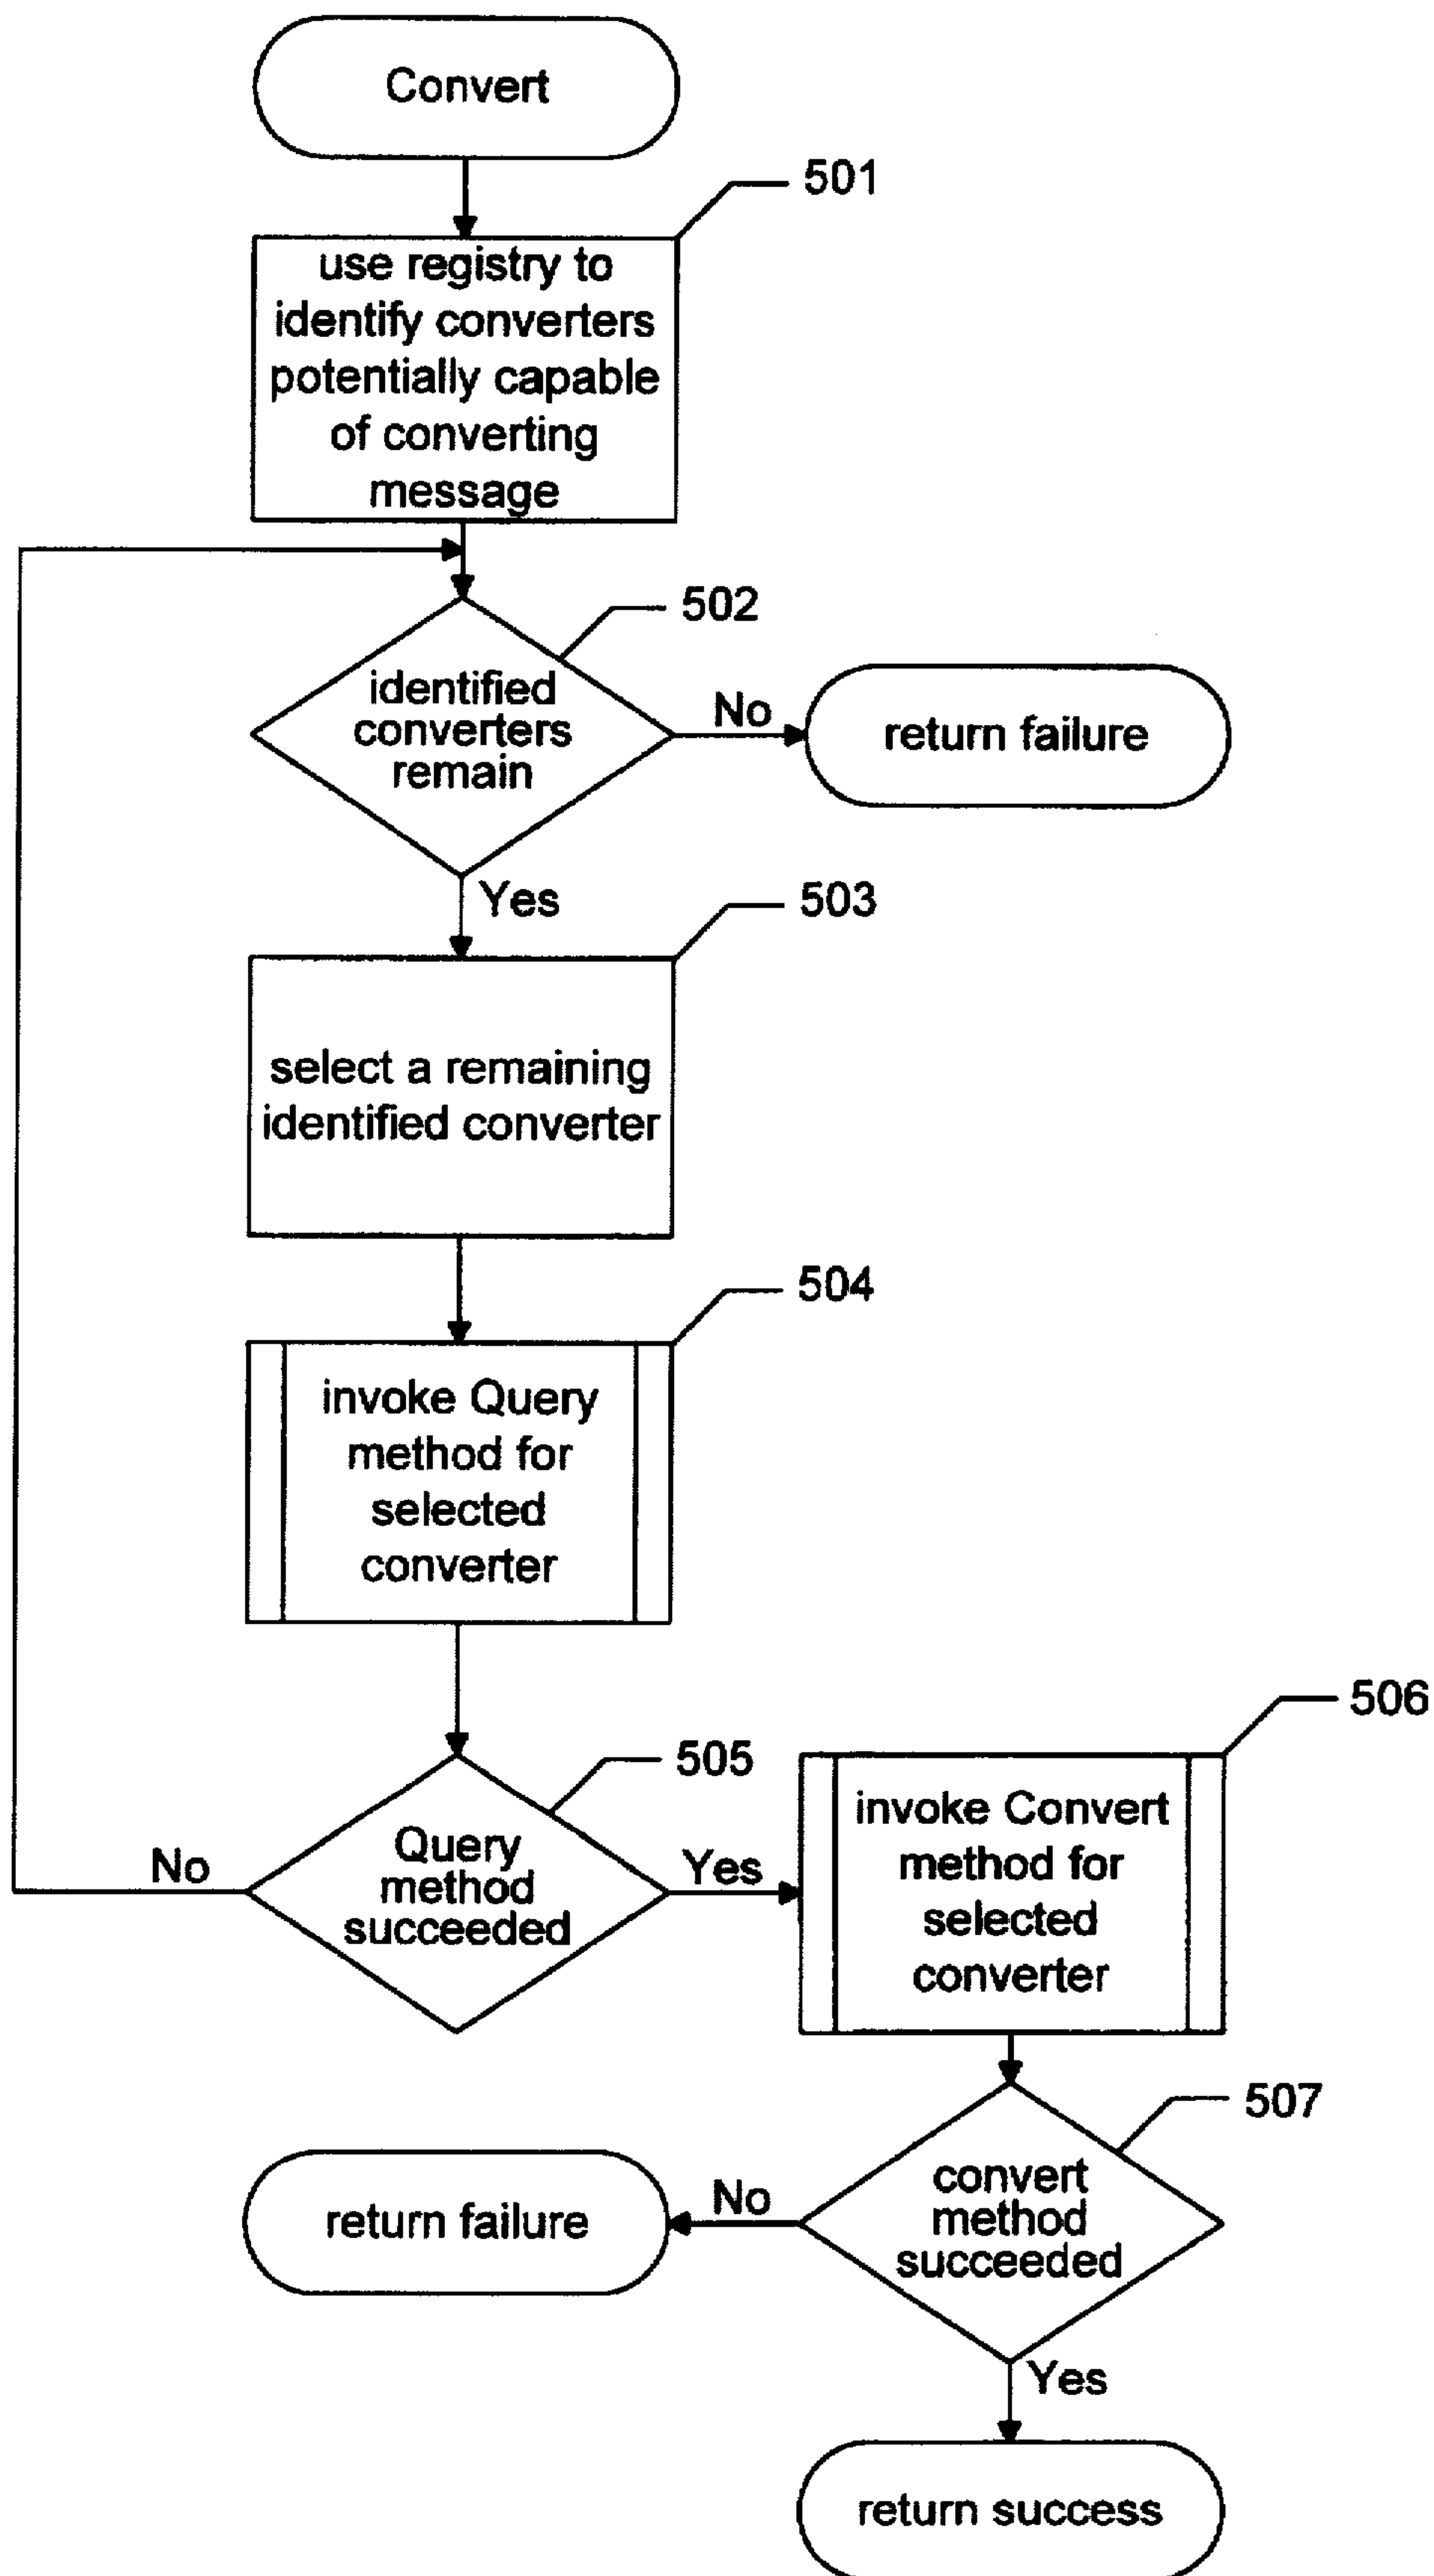 Convert
501
use registry to
identify converters
potentially capable
of converting
message
502
identified
converters
remain
No
return failure
Yes
503
select a remaining
identified converter
504
invoke Query
method for
selected
converter
505
Query
method
succeeded
No
Yes
506
invoke Convert
method for
selected
converter
507
convert
method
succeeded
No
return failure
Yes
return success